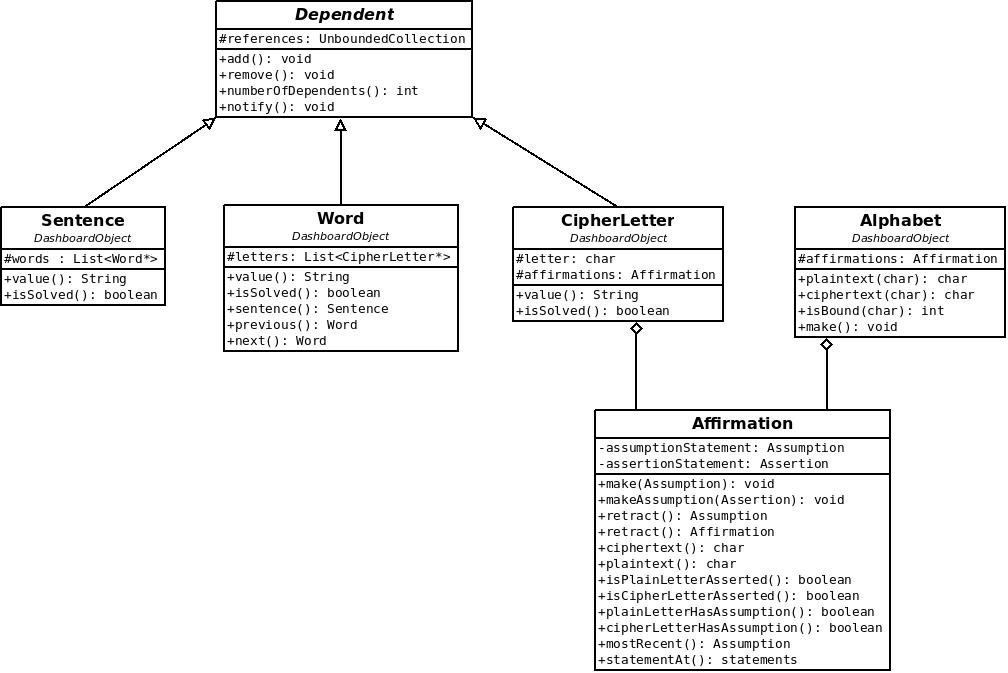 Dependent
#references: UnboundedCollection
+add(): void
+remove(): void
+numberOfDependents(): int
+notify(): void
Sentence
DashboardObject
#words : List<Word*>
+value(): String
+isSolved(): boolean
Word
DashboardObject
#letters: List<CipherLetter*>
+value(): String
+isSolved(): boolean
+sentence(): Sentence
+previous(): Word
+next(): Word
CipherLetter
DashboardObject
#letter: char
#affirmations: Affirmation
+value(): String
+isSolved(): boolean
Alphabet
DashboardObject
#affirmations: Affirmation
+plaintext(char): char
+ciphertext(char): char
+isBound(char): int
+make(): void
Affirmation
-assumptionStatement: Assumption
-assertionStatement: Assertion
+make(Assumption): void
+makeAssumption(Assertion): void
+retract(): Assumption
+retract(): Affirmation
+ciphertext(): char
+plaintext(): char
+isPlainLetterAsserted(): boolean
+isCipherLetterAsserted(): boolean
+plainLetterHasAssumption(): boolean
+cipherLetterHasAssumption(): boolean
+mostRecent(): Assumption
+statementAt(): statements